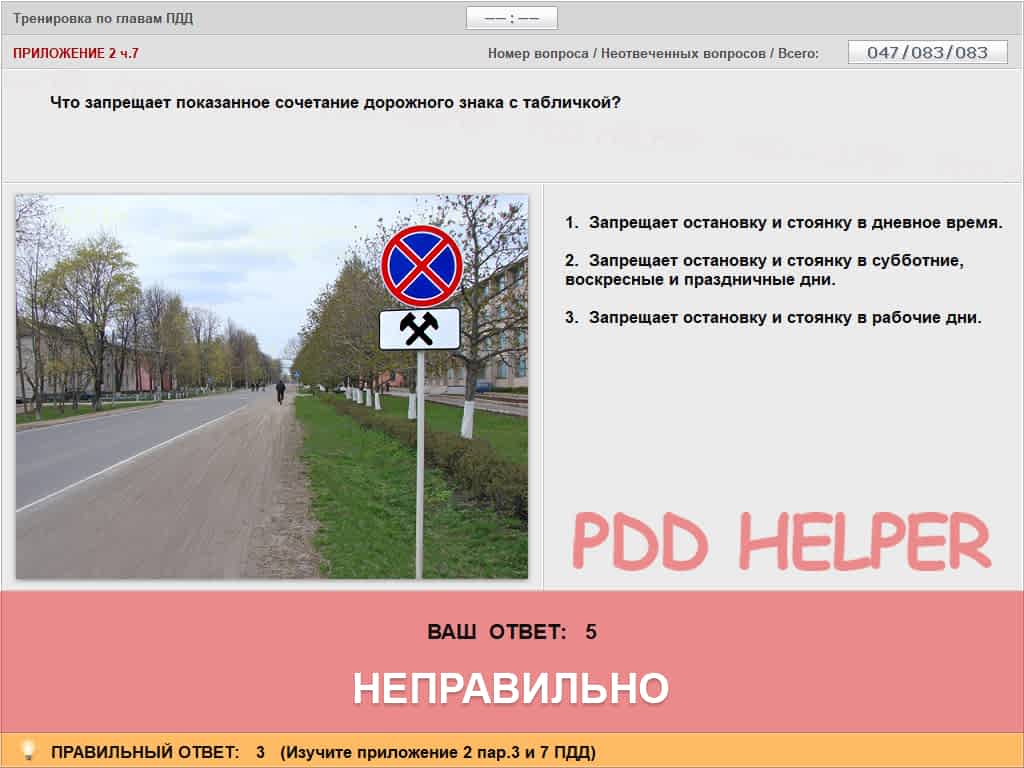 Тренировка по главам ПДД
—— : ——
ПРИЛОЖЕНИЕ 2 ч.7
Номер вопроса / Неотвеченных вопросов / Всего:
047/083/083
Что запрещает показанное сочетание дорожного знака с табличкой?
1. Запрещает остановку и стоянку в дневное время.
2. Запрещает остановку и стоянку в субботние,
воскресные и праздничные дни.
3. Запрещает остановку и стоянку в рабочие дни.
PDD HELPER
ВАШ ОТВЕТ: 5
НЕПРАВИЛЬНО
ПРАВИЛЬНЫЙ ОТВЕТ: 3 (Изучите приложение 2 пар.3 и 7 ПДД)